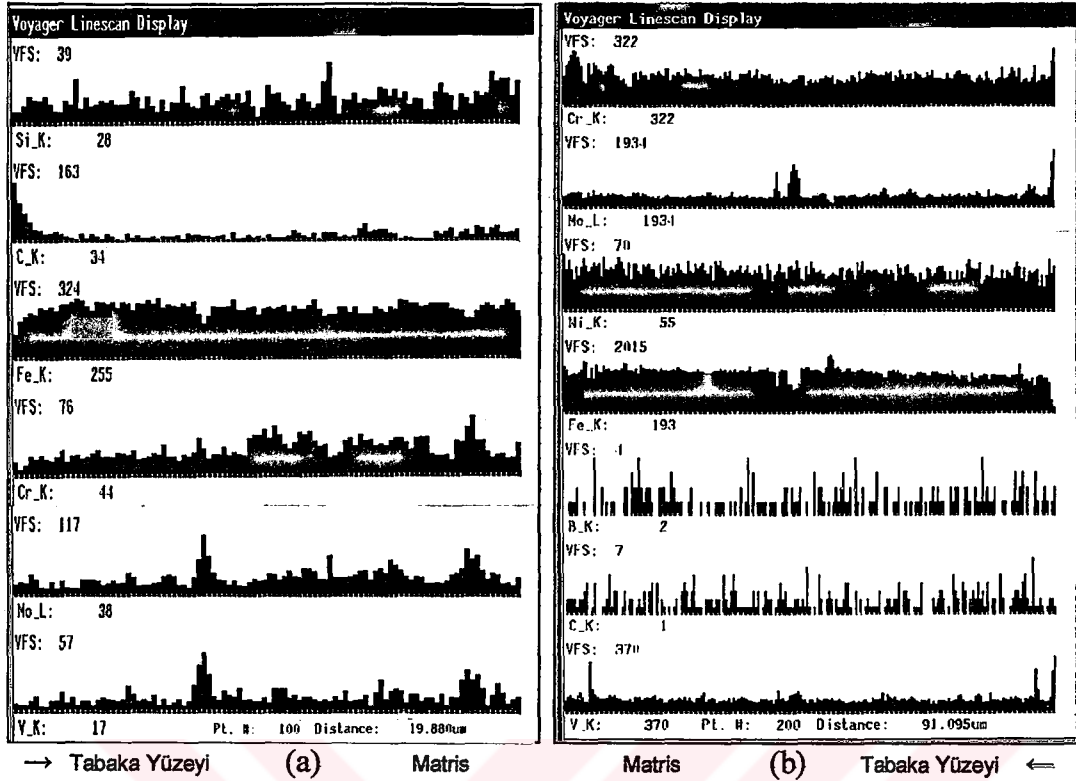 Voyager Linescan Display
VFS: 39
Si_K: 28
VFS: 163
C_K: 34
VFS: 324
Fe_K: 255
VFS: 76
Cr_K: 44
VFS: 117
Mo_L: 38
VFS: 57
V_K: 17 Pt. #: 100 Distance: 19.880um
→ Tabaka Yüzeyi (a) Matris
Voyager Linescan Display
VFS: 322
Cr_K: 322
VFS: 1934
Mo_L: 1934
VFS: 70
Ni_K: 55
VFS: 2015
Fe_K: 193
VFS: 4
B_K: 2
VFS: 7
C_K: 1
VFS: 370
V_K: 370 Pt. #: 200 Distance: 91.095um
Matris (b) Tabaka Yüzeyi ⇐